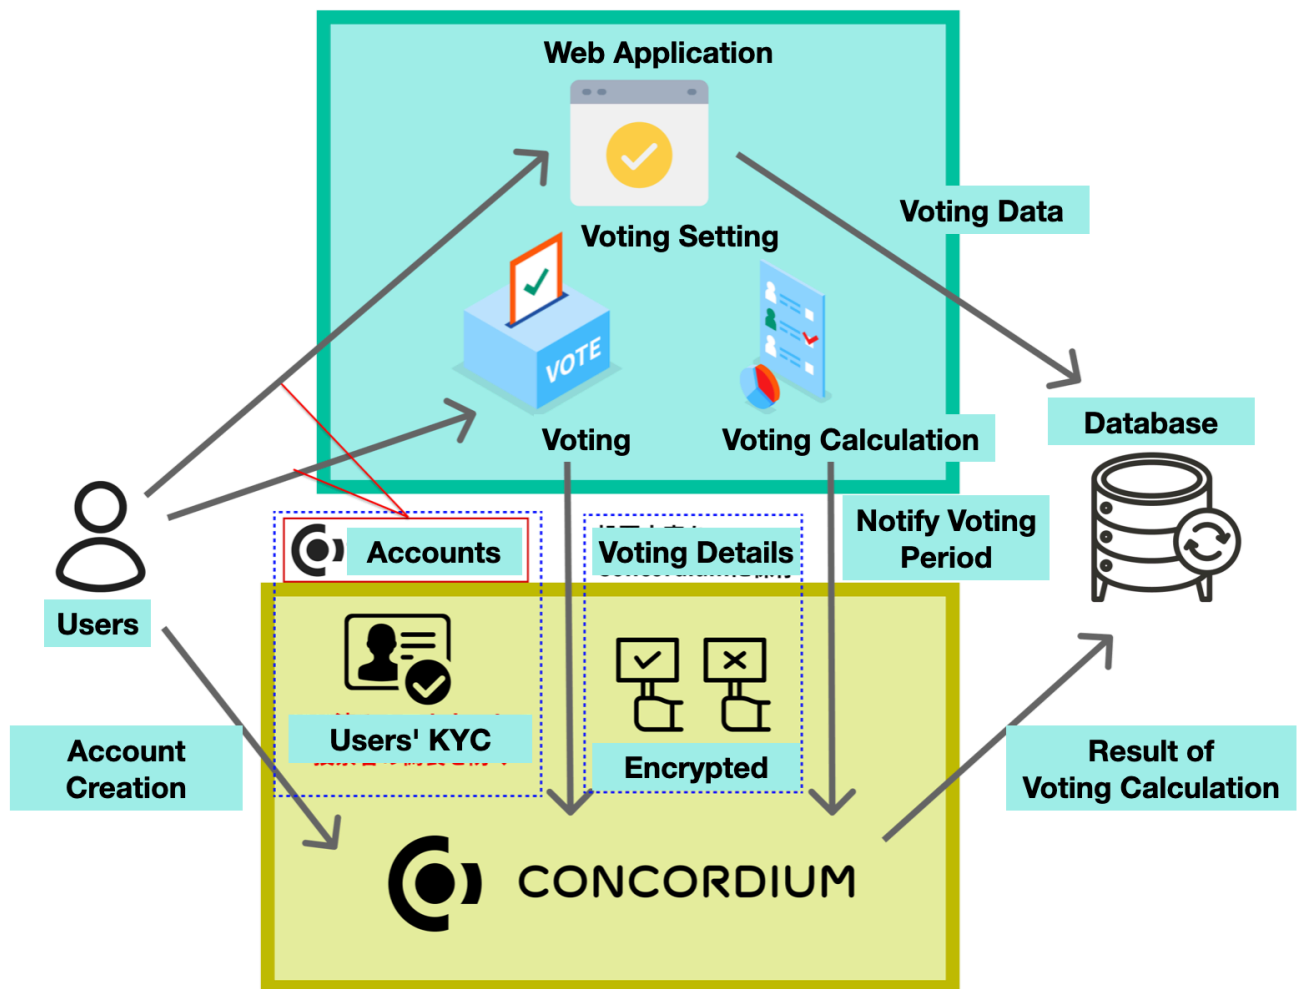 Web Application
Voting Setting
Voting Data
VOTE
Voting
Voting Calculation
Database
Accounts
Voting Details
Notify Voting
Period
Users
Users' KYC
Encrypted
Account
Creation
Result of
Voting Calculation
CONCORDIUM